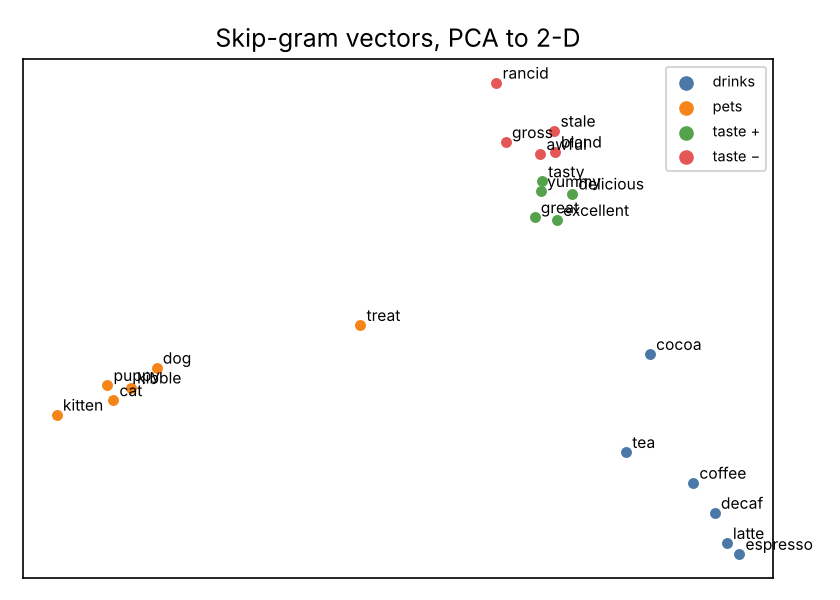 Skip-gram vectors, PCA to 2-D
drinks
pets
taste +
taste −
rancid
stale
gross
bland
awful
tasty
yummy
delicious
great
excellent
treat
cocoa
dog
puppy
kibble
cat
kitten
tea
coffee
decaf
latte
espresso